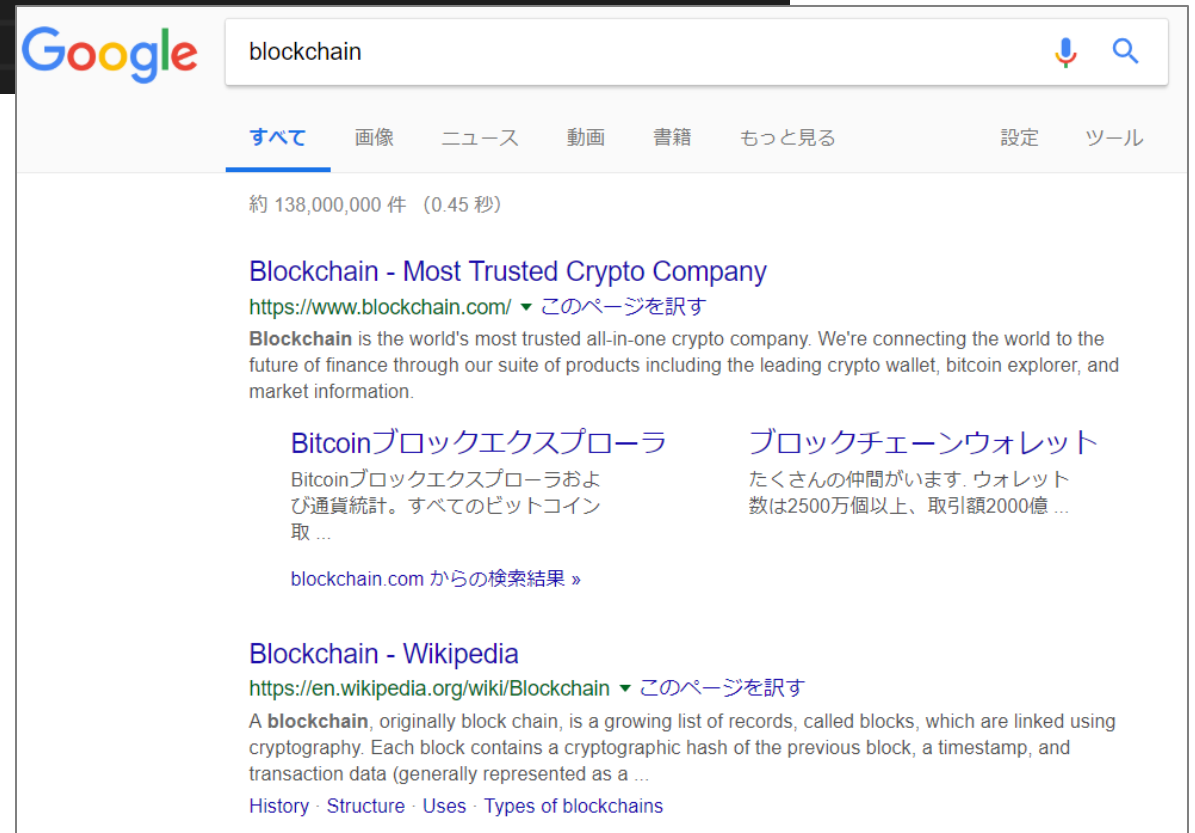 Google
blockchain
すべて 画像 ニュース 動画 書籍 もっと見る 設定 ツール
約 138,000,000 件 （0.45 秒）
Blockchain - Most Trusted Crypto Company
https://www.blockchain.com/ ▼ このページを訳す
Blockchain is the world's most trusted all-in-one crypto company. We're connecting the world to the
future of finance through our suite of products including the leading crypto wallet, bitcoin explorer, and
market information.
Bitcoinブロックエクスプローラ
Bitcoinブロックエクスプローラおよ
び通貨統計。すべてのビットコイン
取 ...
ブロックチェーンウォレット
たくさんの仲間がいます. ウォレット
数は2500万個以上、取引額2000億 ...
blockchain.com からの検索結果 »
Blockchain - Wikipedia
https://en.wikipedia.org/wiki/Blockchain ▼ このページを訳す
A blockchain, originally block chain, is a growing list of records, called blocks, which are linked using
cryptography. Each block contains a cryptographic hash of the previous block, a timestamp, and
transaction data (generally represented as a ...
History · Structure · Uses · Types of blockchains